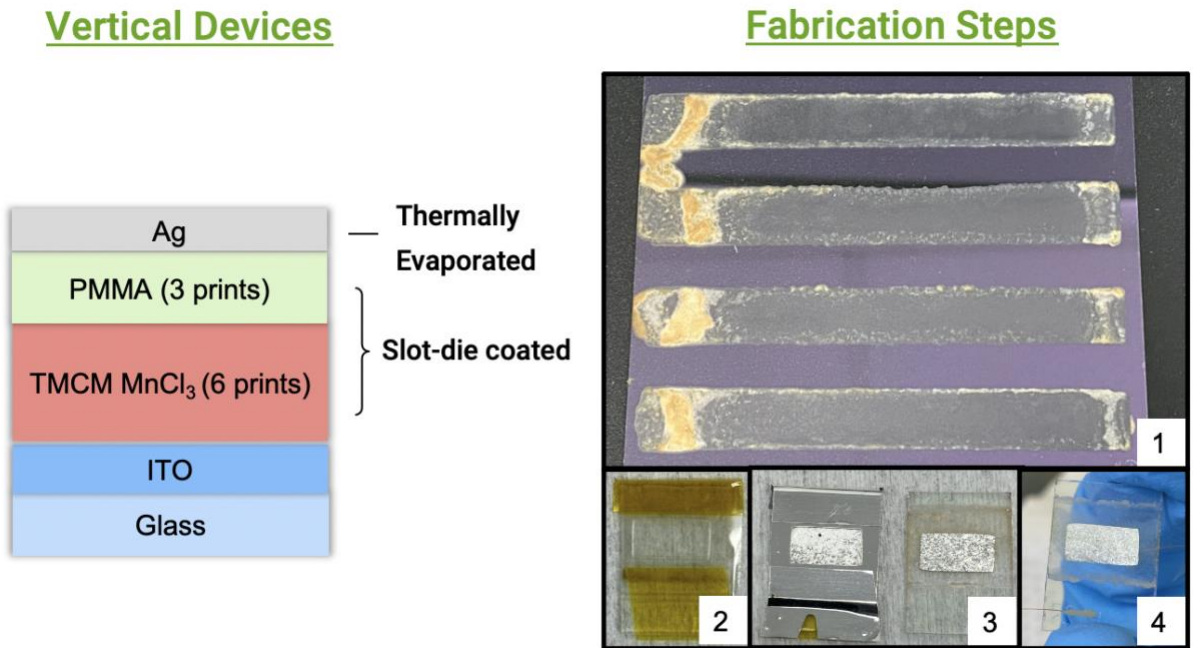 Vertical Devices
Fabrication Steps
Ag
PMMA (3 prints)
TMCM MnCl₃ (6 prints)
ITO
Glass
Thermally
Evaporated
Slot-die coated
1
2
3
4